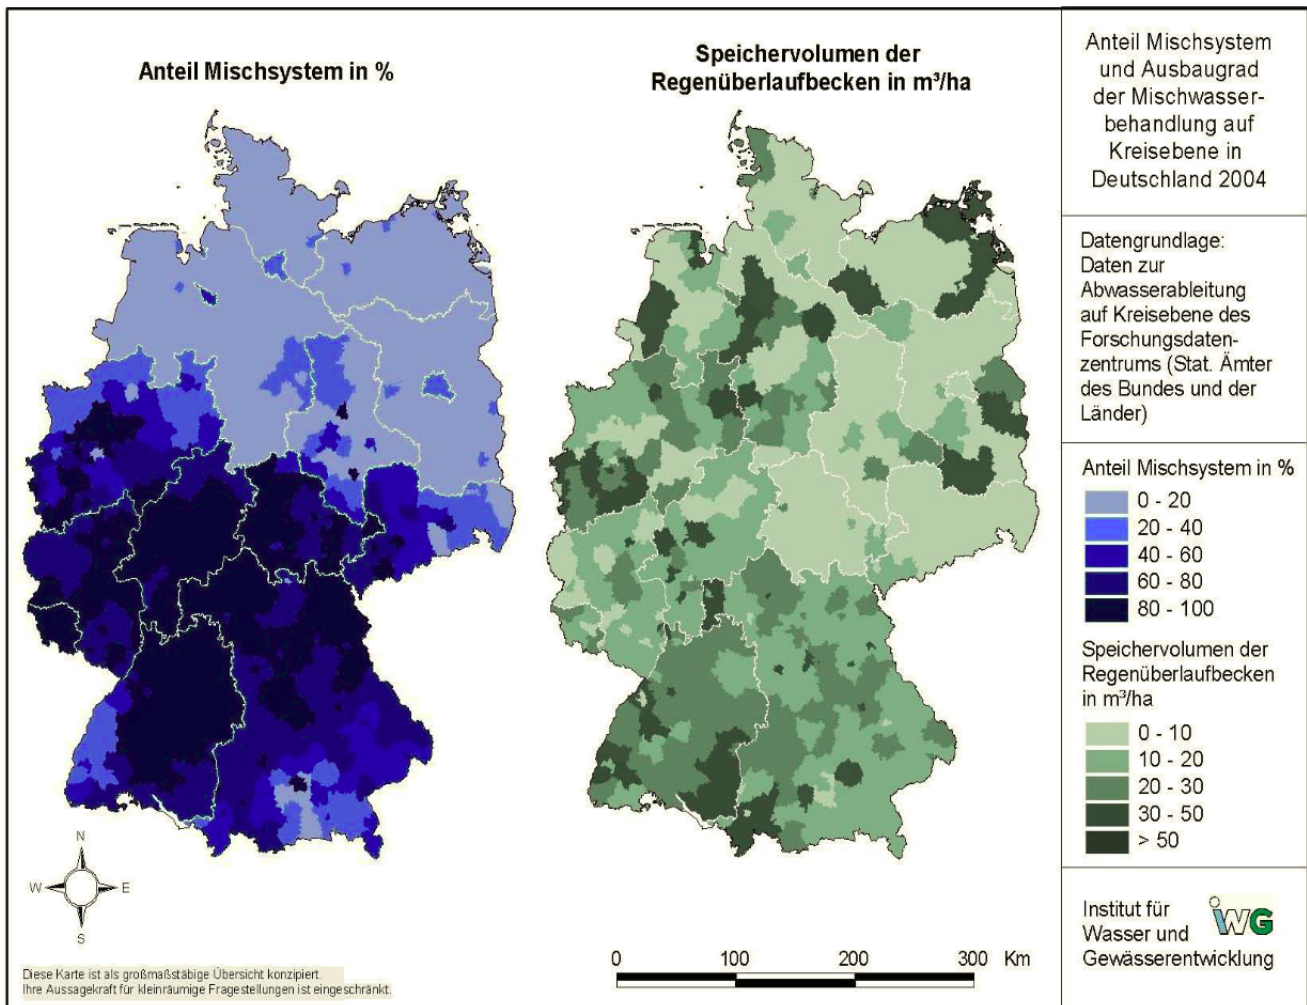 Anteil Mischsystem in %
Speichervolumen der
Regenüberlaufbecken in m³/ha
N
W
E
S
Diese Karte ist als großmaßstäbige Übersicht konzipiert.
Ihre Aussagekraft für kleinräumige Fragestellungen ist eingeschränkt.
0 100 200 300 Km
Anteil Mischsystem
und Ausbaugrad
der Mischwasser-
behandlung auf
Kreisebene in
Deutschland 2004
Datengrundlage:
Daten zur
Abwasserableitung
auf Kreisebene des
Forschungsdaten-
zentrums (Stat. Ämter
des Bundes und der
Länder)
Anteil Mischsystem in %
0 - 20
20 - 40
40 - 60
60 - 80
80 - 100
Speichervolumen der
Regenüberlaufbecken
in m³/ha
0 - 10
10 - 20
20 - 30
30 - 50
> 50
Institut für
Wasser und
Gewässerentwicklung
iWG